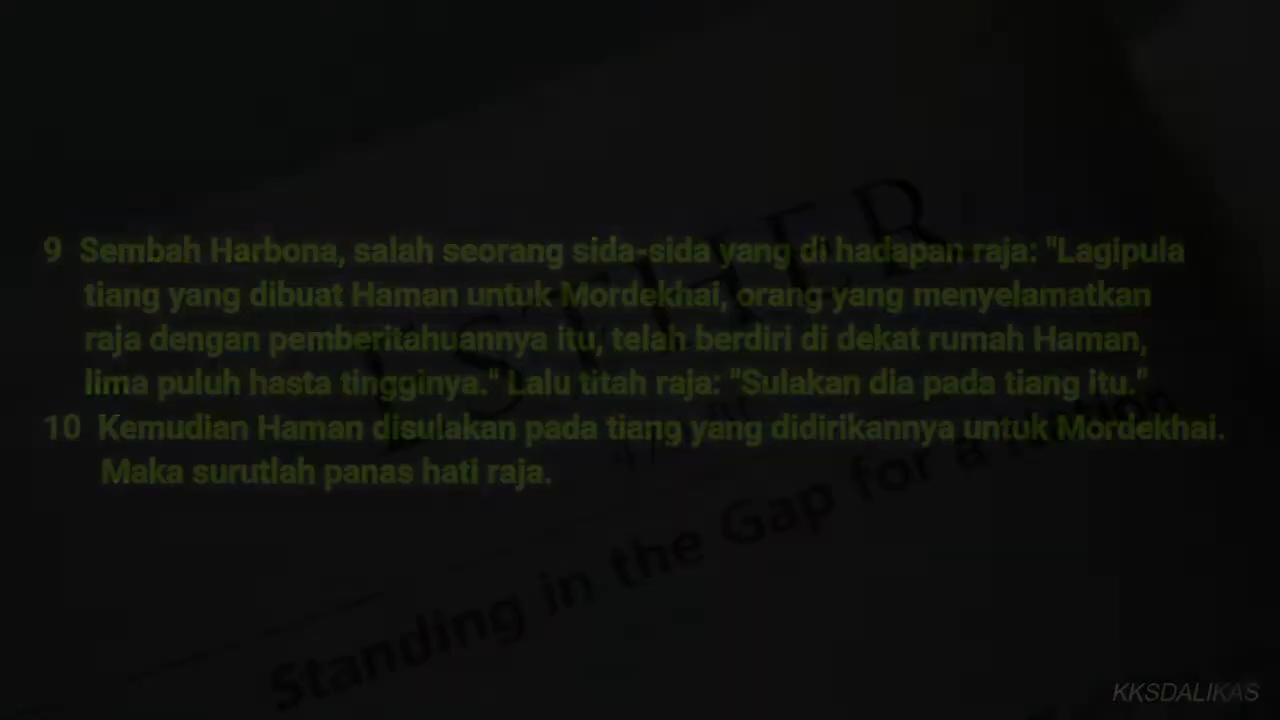 9 Sembah Harbona, salah seorang sida-sida yang di hadapan raja: "Lagipula
tiang yang dibuat Haman untuk Mordekhai, orang yang menyelamatkan
raja dengan pemberitahuannya itu, telah berdiri di dekat rumah Haman,
lima puluh hasta tingginya." Lalu titah raja: "Sulakan dia pada tiang itu."
10 Kemudian Haman disulakan pada tiang yang didirikannya untuk Mordekhai.
Maka surutlah panas hati raja.
ESTHER
Standing in the Gap for a Nation
KKSDALIKAS